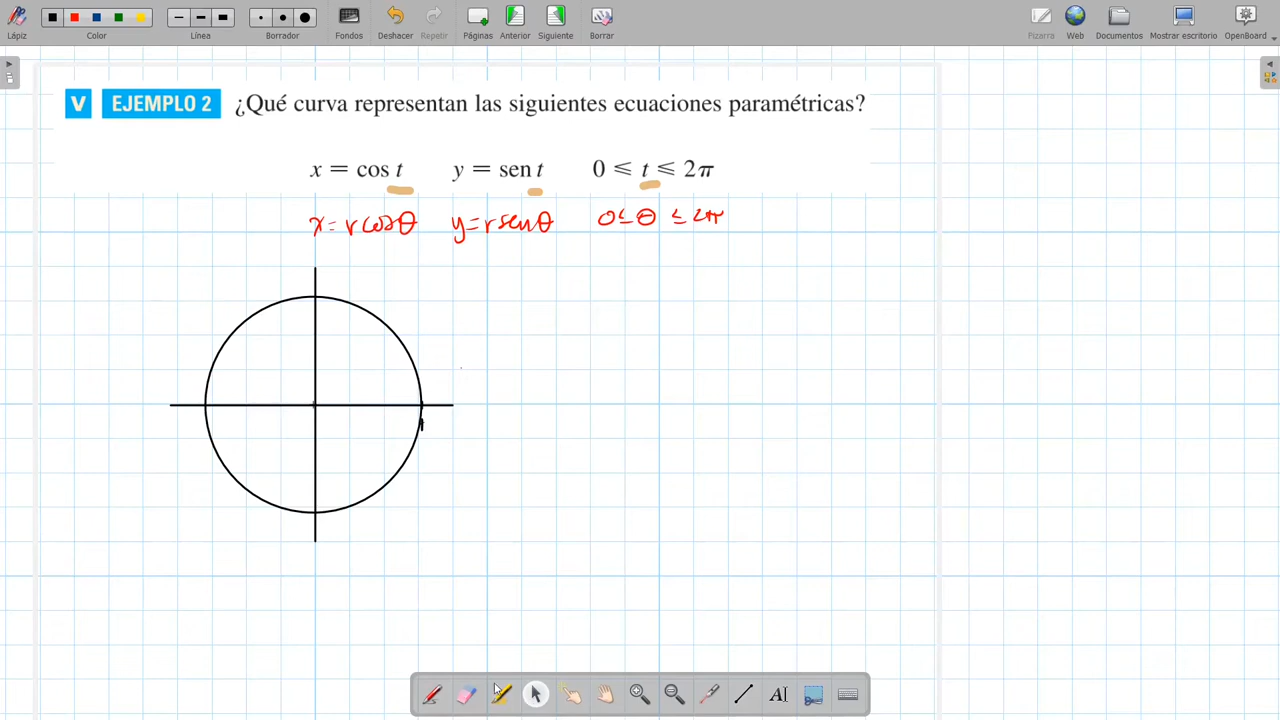 Lápiz Color Línea Borrador Fondos Deshacer Repetir Páginas Anterior Siguiente Borrar Pizarra Web Documentos Mostrar escritorio OpenBoard
V EJEMPLO 2 ¿Qué curva representan las siguientes ecuaciones paramétricas?
x = cos t y = sen t 0 ⩽ t ⩽ 2π
x = r cos θ y = r sen θ 0 ≤ θ ≤ 2π
1